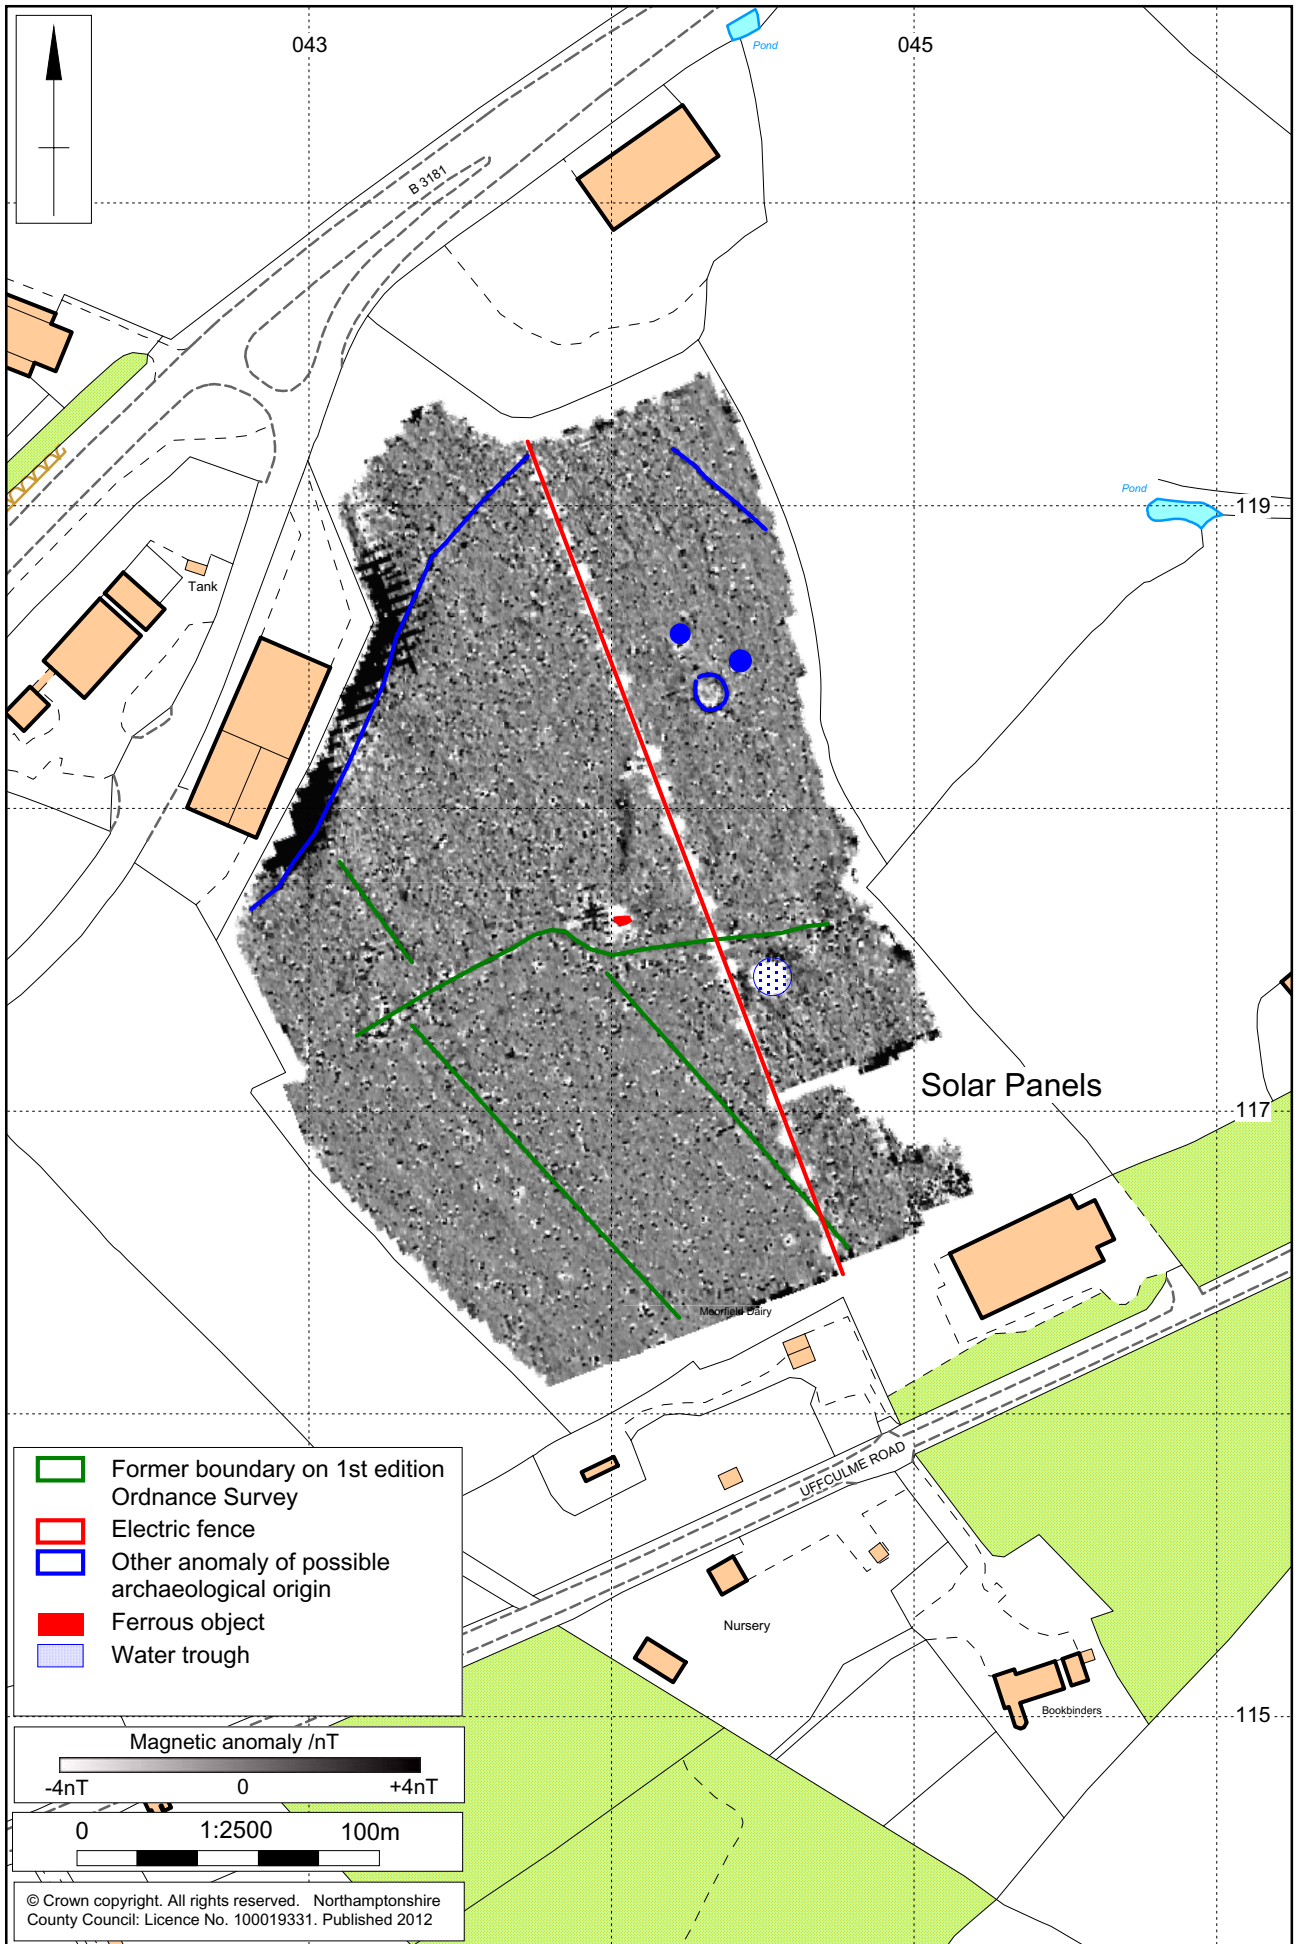 043
045
Pond
B 3181
Pond
119
Tank
Solar Panels
117
Moorfield Dairy
Former boundary on 1st edition
Ordnance Survey
Electric fence
Other anomaly of possible
archaeological origin
Ferrous object
Water trough
UFFCULME ROAD
Nursery
Bookbinders
115
Magnetic anomaly /nT
-4nT 0 +4nT
0 1:2500 100m
© Crown copyright. All rights reserved. Northamptonshire
County Council: Licence No. 100019331. Published 2012